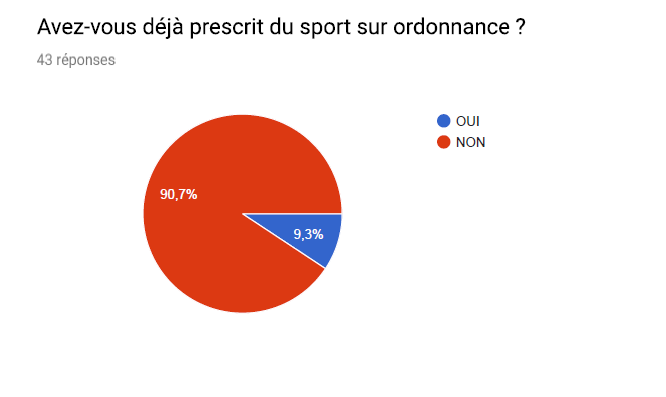 Avez-vous déjà prescrit du sport sur ordonnance ?
43 réponses
OUI
NON
90,7%
9,3%